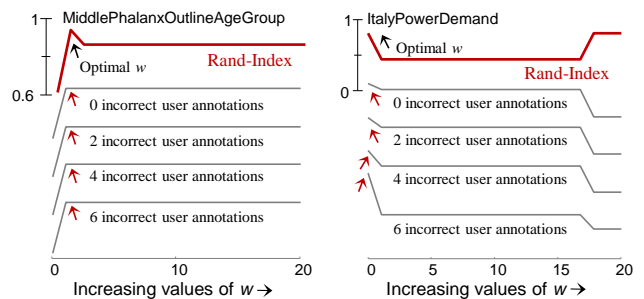 MiddlePhalanxOutlineAgeGroup
1
Optimal w
Rand-Index
0.6
0 incorrect user annotations
2 incorrect user annotations
4 incorrect user annotations
6 incorrect user annotations
0 10 20
Increasing values of w→
ItalyPowerDemand
1
Optimal w
Rand-Index
0
0 incorrect user annotations
2 incorrect user annotations
4 incorrect user annotations
6 incorrect user annotations
0 5 10 15 20
Increasing values of w→